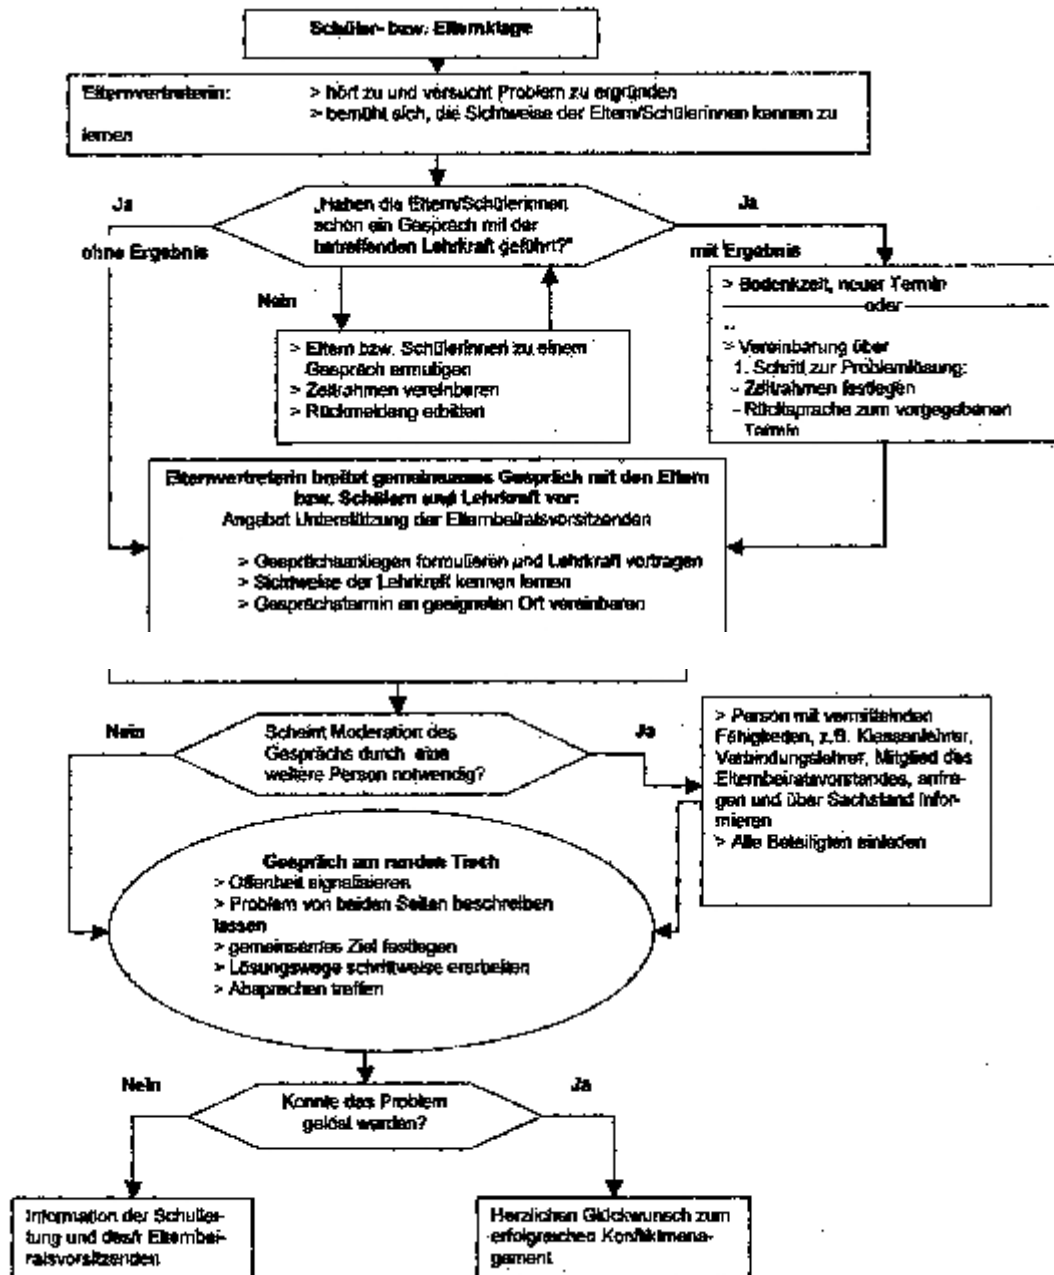 Schüler- bzw. Elternklage
Elternvertreterin: > hört zu und versucht Problem zu ergründen
> bemüht sich, die Sichtweise der Eltern/Schülerinnen kennen zu
lernen
Ja
„Haben die Eltern/Schülerinnen
schon ein Gespräch mit der
betreffenden Lehrkraft geführt?"
Ja
ohne Ergebnis
mit Ergebnis
Nein
> Bedenkzeit, neuer Termin
oder
> Vereinbarung über
1. Schritt zur Problemlösung:
- Zeitrahmen festlegen
- Rücksprache zum vorgegebenen
Termin
> Eltern bzw. Schülerinnen zu einem
Gespräch ermutigen
> Zeitrahmen vereinbaren
> Rückmeldung erbitten
Elternvertreterin breitet gemeinsames Gespräch mit den Eltern
bzw. Schülern und Lehrkraft vor:
Angebot Unterstützung der Elternbeiratsvorsitzenden
> Gesprächsanliegen formulieren und Lehrkraft vortragen
> Sichtweise der Lehrkraft kennen lernen
> Gesprächstermin an geeigneten Ort vereinbaren
Nein
Scheint Moderation des
Gesprächs durch eine
weitere Person notwendig?
Ja
> Person mit vermittelnden
Fähigkeiten, z.B. Klassenlehrer,
Verbindungslehrer, Mitglied des
Elternbeiratsvorstandes, anfra-
gen und über Sachstand infor-
mieren
> Alle Beteiligten einladen
Gespräch am runden Tisch
> Offenheit signalisieren
> Problem von beiden Seiten beschreiben
lassen
> gemeinsames Ziel festlegen
> Lösungswege schrittweise erarbeiten
> Absprachen treffen
Nein
Konnte das Problem
gelöst werden?
Ja
Information der Schullei-
tung und des/r Elternbei-
ratsvorsitzenden
Herzlichen Glückwunsch zum
erfolgreichen Konfliktmana-
gement